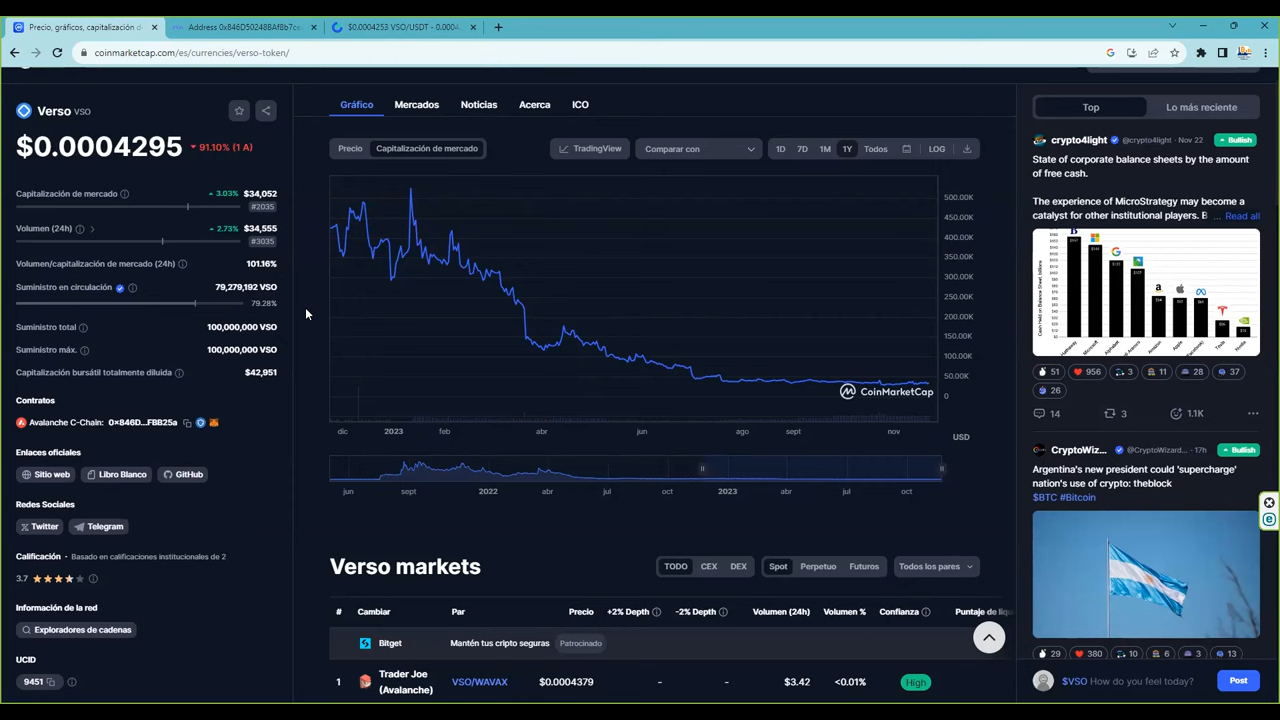 Precio, gráficos, capitalización d
Address 0x846D50248BAf8b7ce
$0.0004253 VSO/USDT - 0.0004
coinmarketcap.com/es/currencies/verso-token/
Verso VSO
$0.0004295
91.10% (1 A)
Capitalización de mercado 3.03% $34,052
#2035
Volumen (24h) 2.73% $34,555
#3035
Volumen/capitalización de mercado (24h) 101.16%
Suministro en circulación 79,279,192 VSO
79.28%
Suministro total 100,000,000 VSO
Suministro máx. 100,000,000 VSO
Capitalización bursátil totalmente diluida $42,951
Contratos
Avalanche C-Chain: 0x846D...FBB25a
Enlaces oficiales
Sitio web Libro Blanco GitHub
Redes Sociales
Twitter Telegram
Calificación · Basado en calificaciones institucionales de 2
3.7
Información de la red
Exploradores de cadenas
UCID
9451
Gráfico Mercados Noticias Acerca ICO
Precio Capitalización de mercado TradingView Comparar con 1D 7D 1M 1Y Todos LOG
500.00K
450.00K
400.00K
350.00K
300.00K
250.00K
200.00K
150.00K
100.00K
50.00K
0
CoinMarketCap
dic 2023 feb abr jun ago sept nov
USD
jun sept 2022 abr jul oct 2023 abr jul oct
Verso markets
TODO CEX DEX Spot Perpetuo Futuros Todos los pares
# Cambiar Par Precio +2% Depth -2% Depth Volumen (24h) Volumen % Confianza Puntaje de liqu
Bitget Mantén tus cripto seguras Patrocinado
1 Trader Joe (Avalanche) VSO/WAVAX $0.0004379 - - $3.42 <0.01% High
Top Lo más reciente
crypto4light @crypto4light · Nov 22 Bullish
State of corporate balance sheets by the amount
of free cash.
The experience of MicroStrategy may become a
catalyst for other institutional players. B ... Read all
51 956 3 11 28 37
26
14 3 1.1K
CryptoWiz... @CryptoWizard... · 17h Bullish
Argentina's new president could 'supercharge'
nation's use of crypto: theblock
$BTC #Bitcoin
29 380 10 6 3 13
$VSO How do you feel today? Post